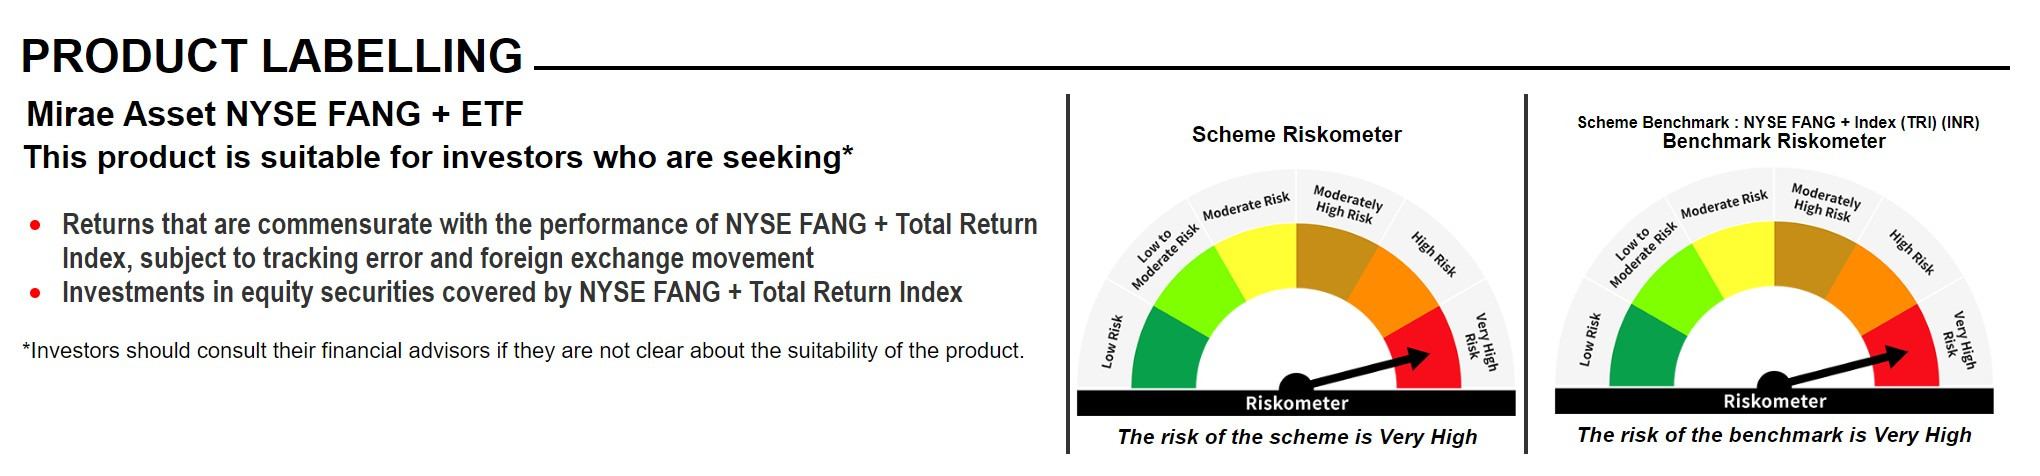 PRODUCT LABELLING
Mirae Asset NYSE FANG + ETF
This product is suitable for investors who are seeking*
Returns that are commensurate with the performance of NYSE FANG + Total Return
Index, subject to tracking error and foreign exchange movement
Investments in equity securities covered by NYSE FANG + Total Return Index
*Investors should consult their financial advisors if they are not clear about the suitability of the product.
Scheme Riskometer
Low Risk
Low to
Moderate Risk
Moderate Risk
Moderately
High Risk
High Risk
Very High
Risk
Riskometer
The risk of the scheme is Very High
Scheme Benchmark : NYSE FANG + Index (TRI) (INR)
Benchmark Riskometer
Low Risk
Low to
Moderate Risk
Moderate Risk
Moderately
High Risk
High Risk
Very High
Risk
Riskometer
The risk of the benchmark is Very High